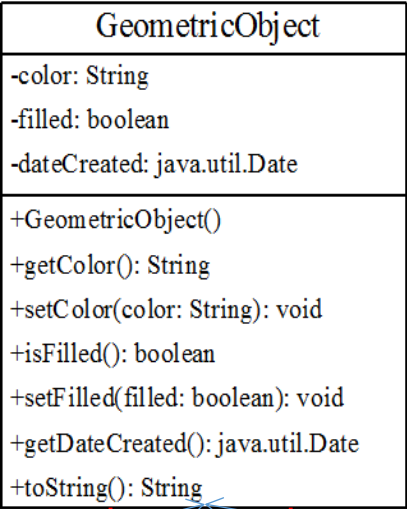 GeometricObject
-color: String
-filled: boolean
-dateCreated: java.util.Date
+GeometricObject()
+getColor(): String
+setColor(color: String): void
+isFilled(): boolean
+setFilled(filled: boolean): void
+getDateCreated(): java.util.Date
+toString(): String